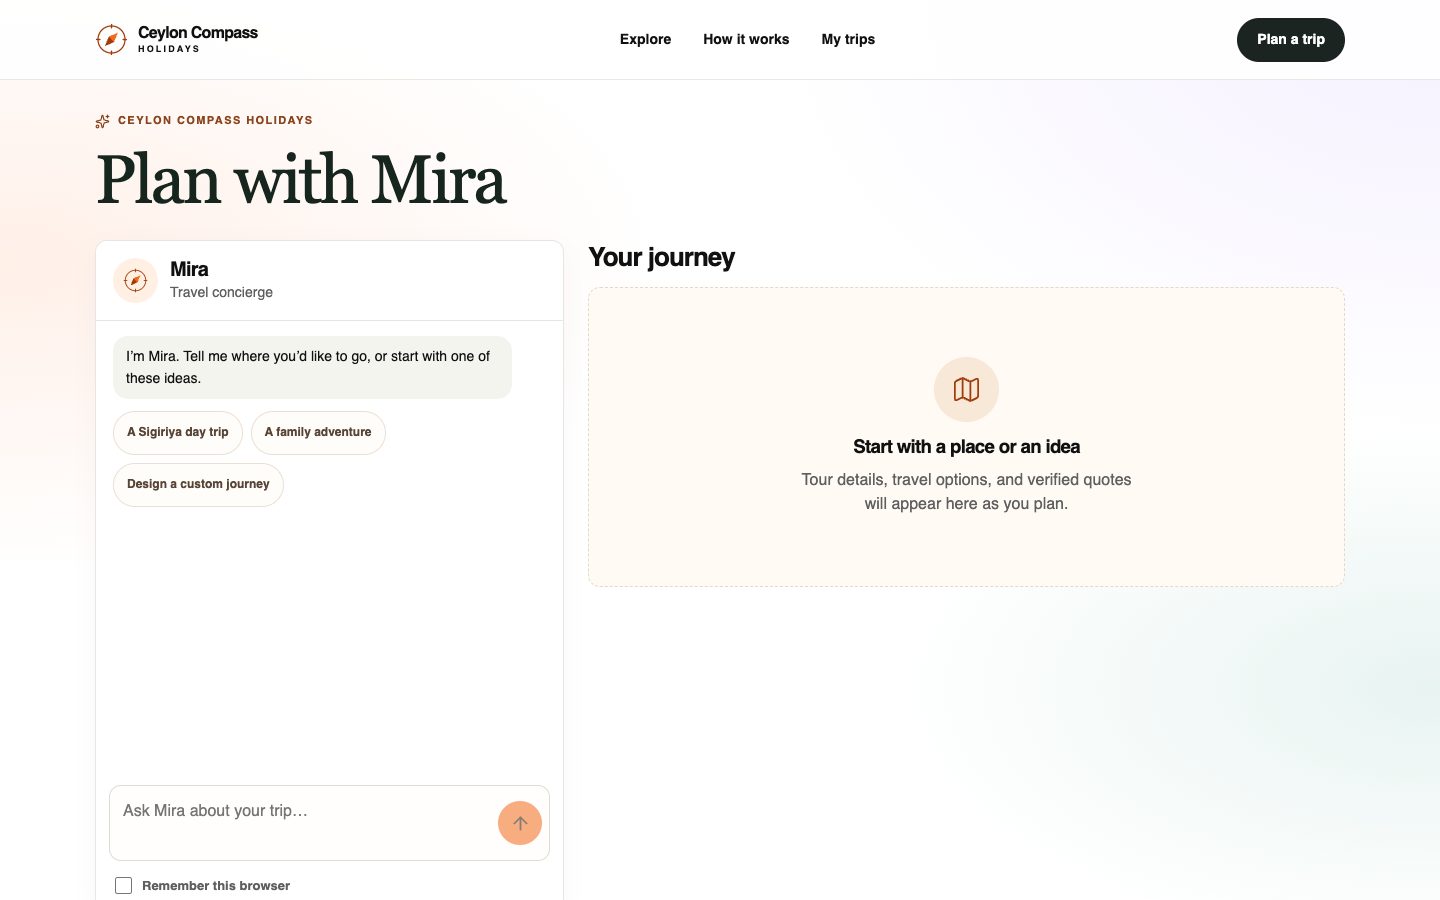 Ceylon Compass
HOLIDAYS
Explore
How it works
My trips
Plan a trip
CEYLON COMPASS HOLIDAYS
Plan with Mira
Mira
Travel concierge
I’m Mira. Tell me where you’d like to go, or start with one of
these ideas.
A Sigiriya day trip
A family adventure
Design a custom journey
Ask Mira about your trip…
Remember this browser
Your journey
Start with a place or an idea
Tour details, travel options, and verified quotes
will appear here as you plan.